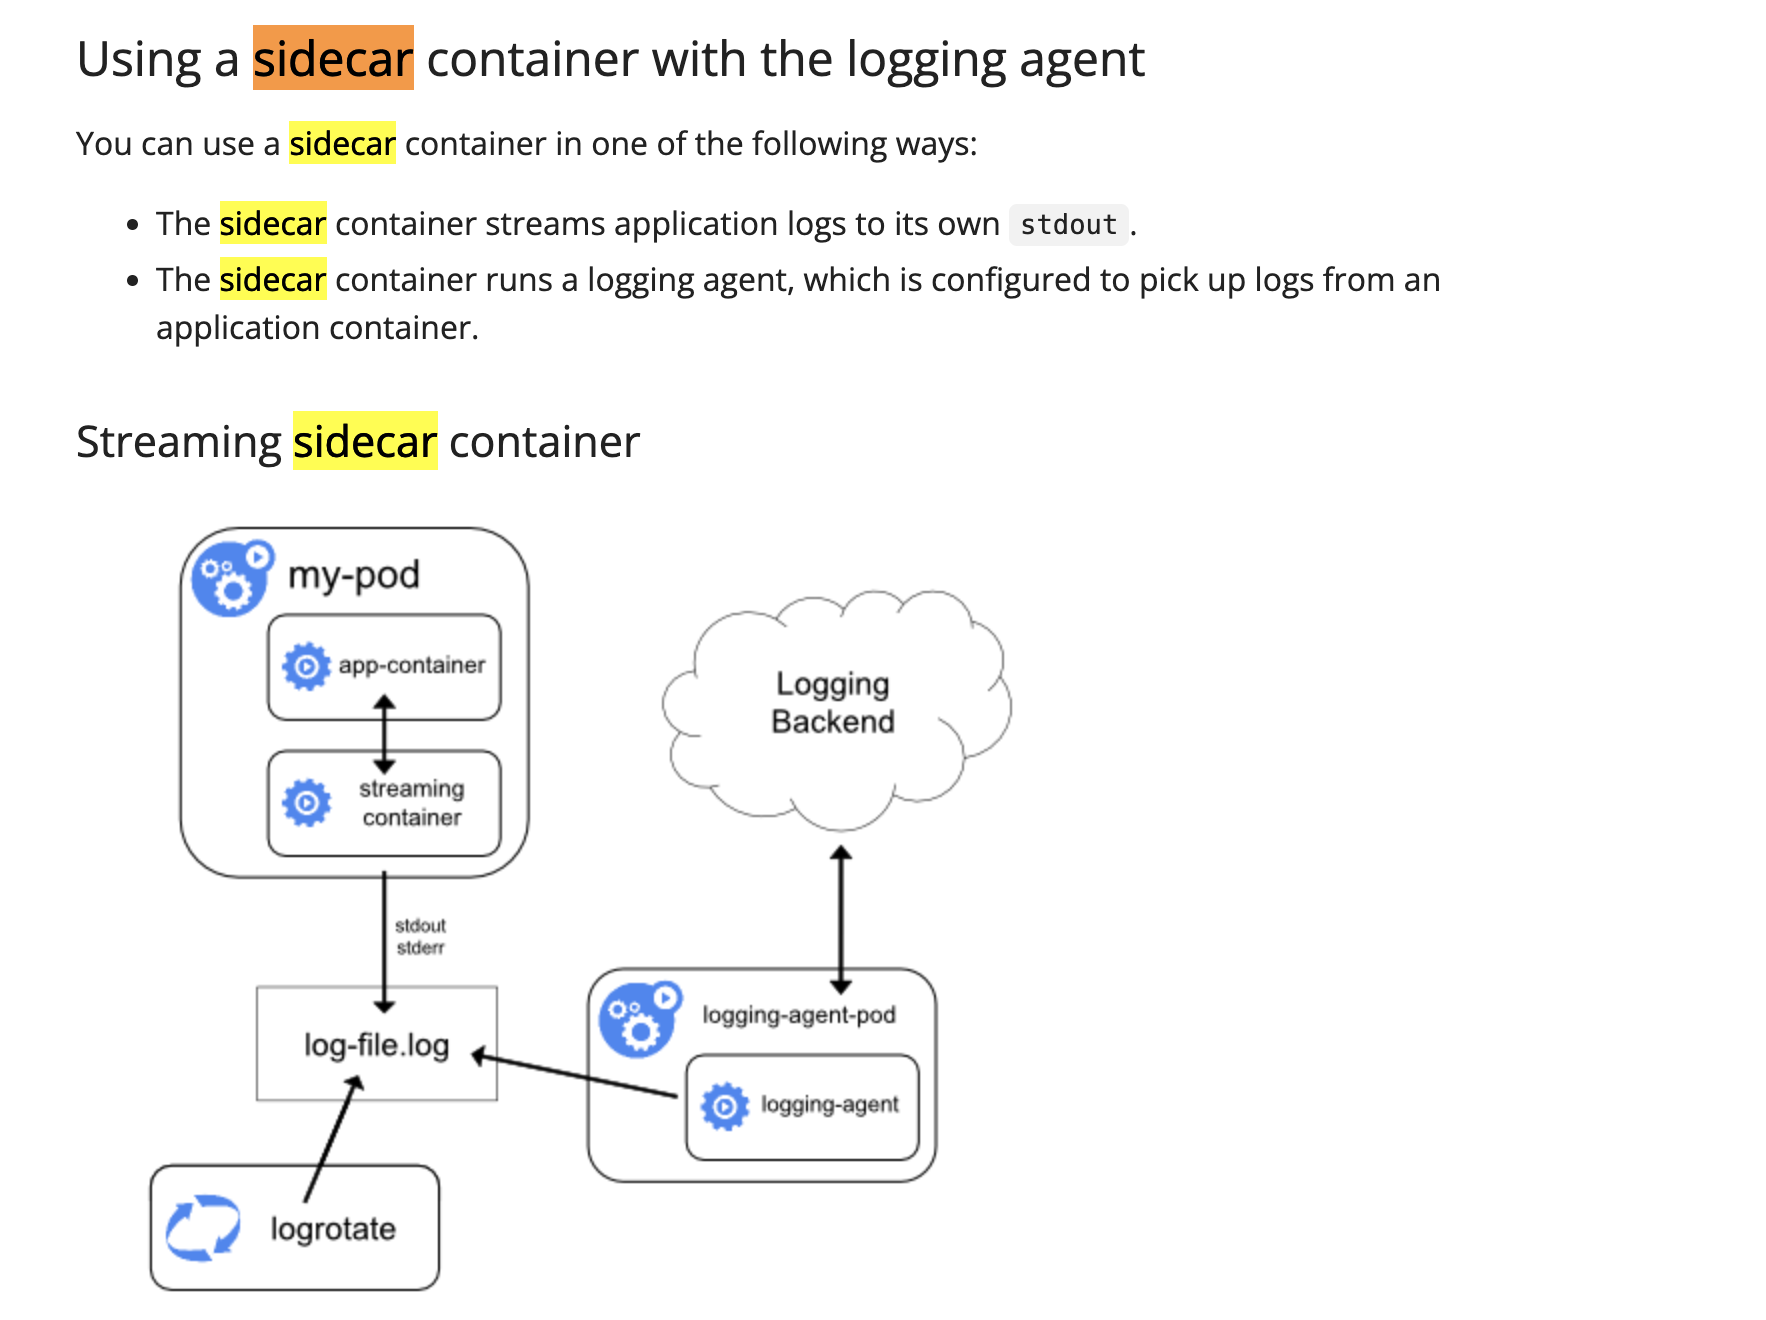 Using a sidecar container with the logging agent
You can use a sidecar container in one of the following ways:
• The sidecar container streams application logs to its own stdout.
• The sidecar container runs a logging agent, which is configured to pick up logs from an
application container.
Streaming sidecar container
my-pod
app-container
streaming
container
stdout
stderr
log-file.log
logrotate
Logging
Backend
logging-agent-pod
logging-agent